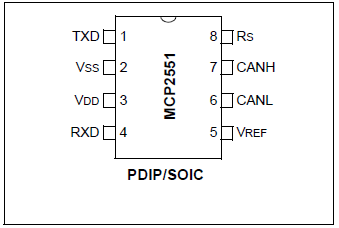 TXD 1 8 RS
VSS 2 7 CANH
VDD 3 6 CANL
RXD 4 5 VREF
MCP2551
PDIP/SOIC